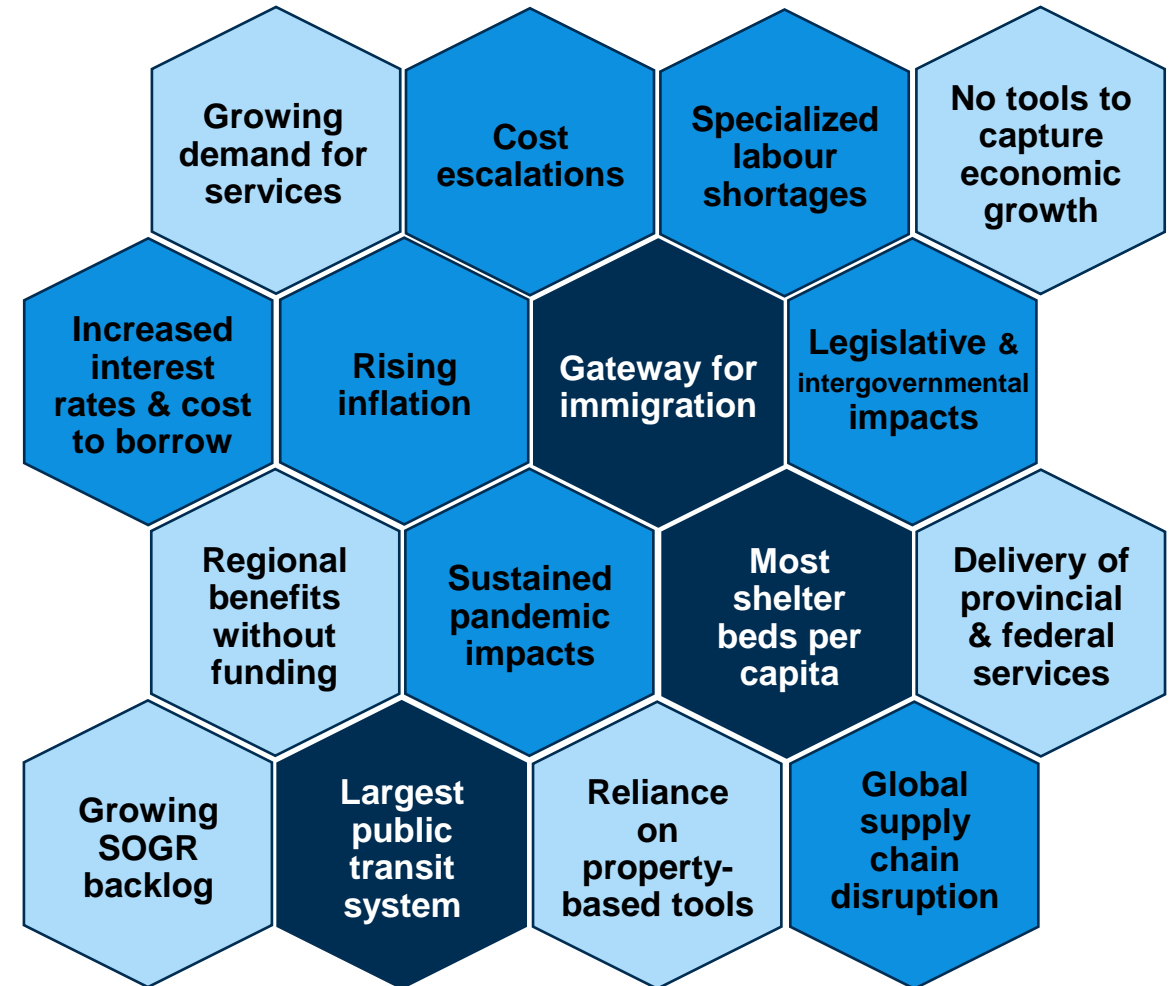 Growing
demand for
services
Cost
escalations
Specialized
labour
shortages
No tools to
capture
economic
growth
Increased
interest
rates & cost
to borrow
Rising
inflation
Gateway for
immigration
Legislative &
intergovernmental
impacts
Regional
benefits
without
funding
Sustained
pandemic
impacts
Most
shelter
beds per
capita
Delivery of
provincial
& federal
services
Growing
SOGR
backlog
Largest
public
transit
system
Reliance
on
property-
based tools
Global
supply
chain
disruption